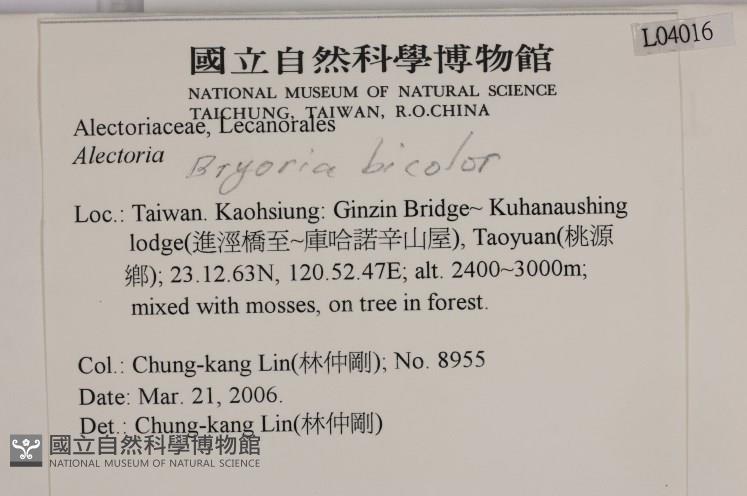 L04016
國立自然科學博物館
NATIONAL MUSEUM OF NATURAL SCIENCE
TAICHUNG, TAIWAN, R.O.CHINA
Alectoriaceae, Lecanorales
Alectoria
Bryoria bicolor
Loc.: Taiwan. Kaohsiung: Ginzin Bridge~ Kuhanaushing
lodge(進涇橋至~庫哈諾辛山屋), Taoyuan(桃源
鄉); 23.12.63N, 120.52.47E; alt. 2400~3000m;
mixed with mosses, on tree in forest.
Col.: Chung-kang Lin(林仲剛); No. 8955
Date: Mar. 21, 2006.
Det.: Chung-kang Lin(林仲剛)
國立自然科學博物館
NATIONAL MUSEUM OF NATURAL SCIENCE